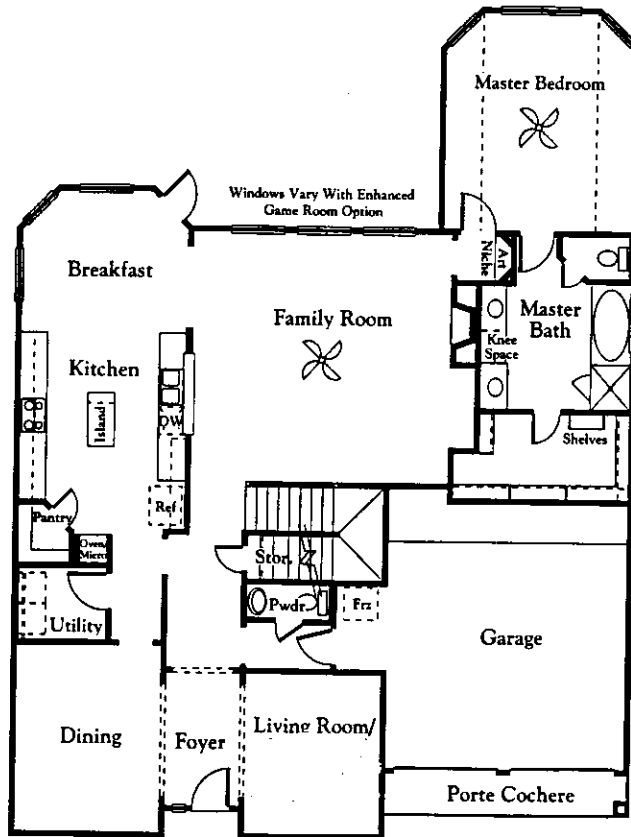 Master Bedroom
Windows Vary With Enhanced
Game Room Option
Art
Niche
Breakfast
Family Room
Master
Bath
Knee
Space
Kitchen
Island
DW
Shelves
Ref
Pantry
Oven/
Micro
Stor.
Pwdr.
Frz
Utility
Garage
Dining
Foyer
Living Room/
Porte Cochere